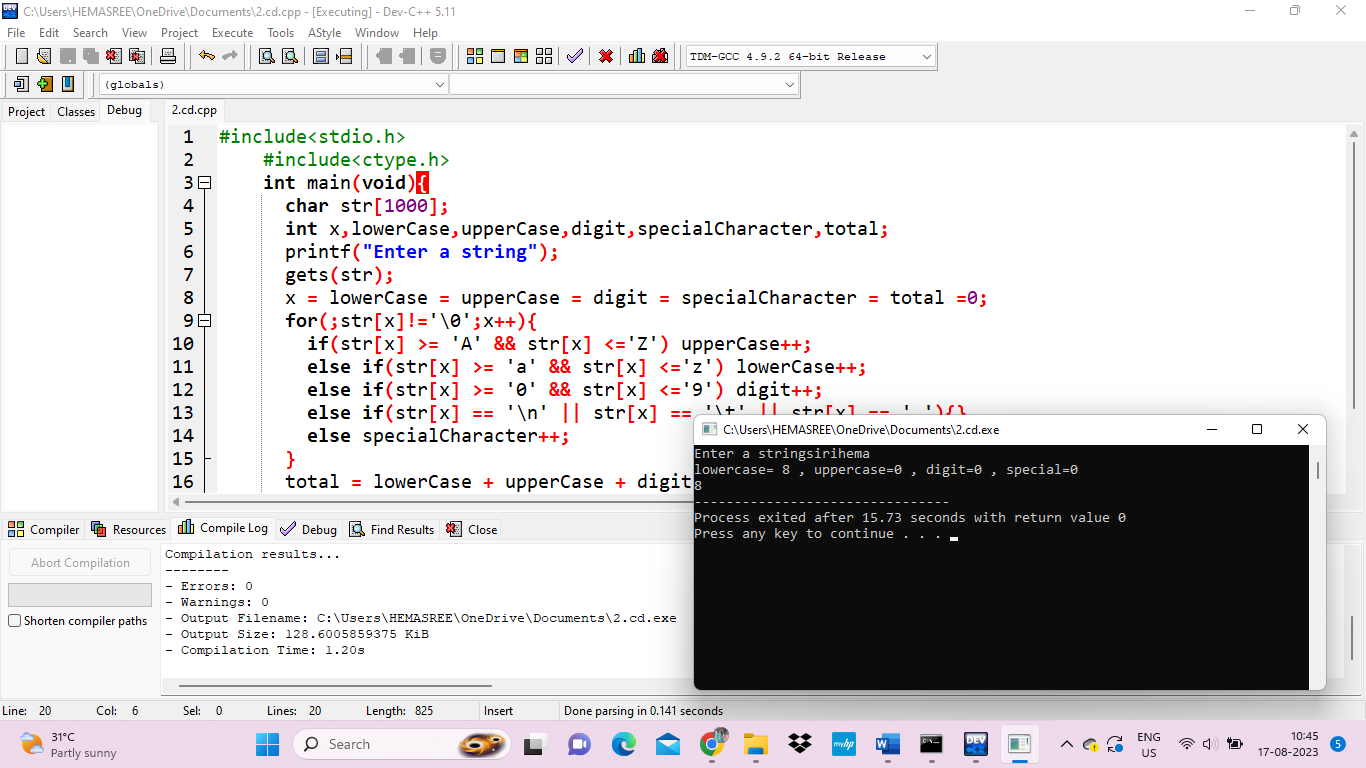 C:\Users\HEMASREE\OneDrive\Documents\2.cd.cpp - [Executing] - Dev-C++ 5.11
File Edit Search View Project Execute Tools AStyle Window Help
TDM-GCC 4.9.2 64-bit Release
(globals)
Project Classes Debug 2.cd.cpp
1 #include<stdio.h>
2 #include<ctype.h>
3 int main(void){
4 char str[1000];
5 int x,lowerCase,upperCase,digit,specialCharacter,total;
6 printf("Enter a string");
7 gets(str);
8 x = lowerCase = upperCase = digit = specialCharacter = total =0;
9 for(;str[x]!='\0';x++){
10 if(str[x] >= 'A' && str[x] <='Z') upperCase++;
11 else if(str[x] >= 'a' && str[x] <='z') lowerCase++;
12 else if(str[x] >= '0' && str[x] <='9') digit++;
13 else if(str[x] == '\n' || str[x] == '\t' || str[x] == ' '){}
14 else specialCharacter++;
15 }
16 total = lowerCase + upperCase + digit
C:\Users\HEMASREE\OneDrive\Documents\2.cd.exe
Enter a stringsirihema
lowercase= 8 , uppercase=0 , digit=0 , special=0
8
--------------------------------
Process exited after 15.73 seconds with return value 0
Press any key to continue . . .
Compiler Resources Compile Log Debug Find Results Close
Abort Compilation
Shorten compiler paths
Compilation results...
--------
- Errors: 0
- Warnings: 0
- Output Filename: C:\Users\HEMASREE\OneDrive\Documents\2.cd.exe
- Output Size: 128.6005859375 KiB
- Compilation Time: 1.20s
Line: 20 Col: 6 Sel: 0 Lines: 20 Length: 825 Insert Done parsing in 0.141 seconds
31°C
Partly sunny
Search
ENG
US
10:45
17-08-2023
5